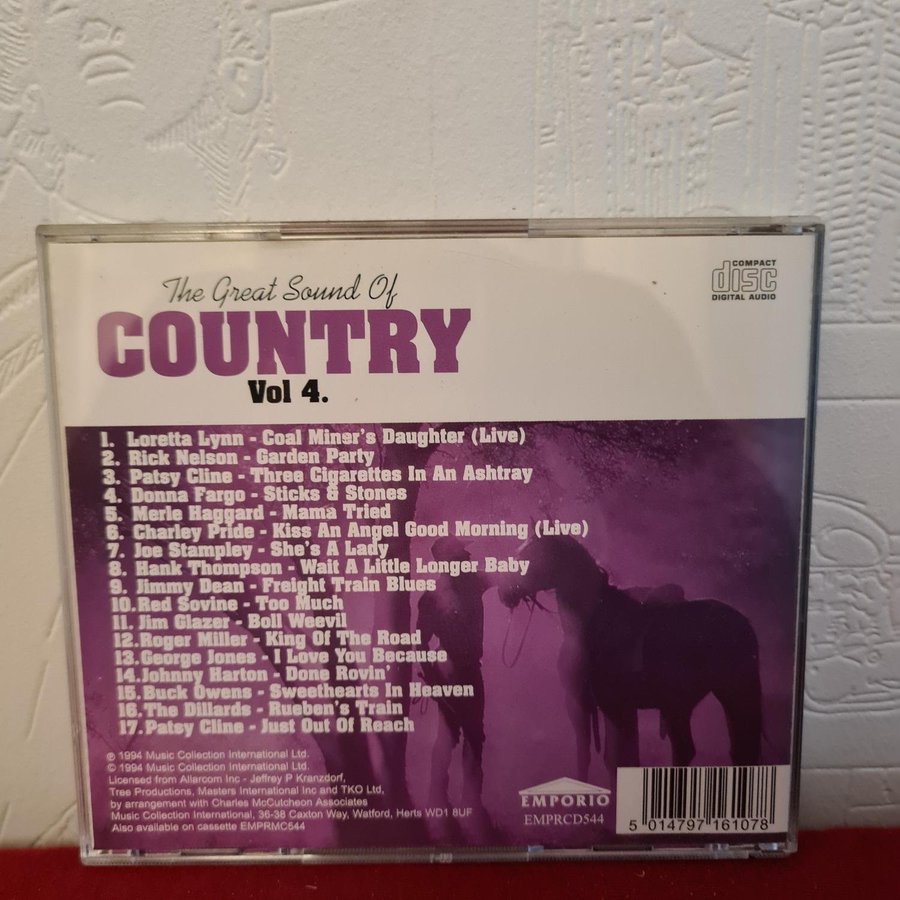 The Great Sound Of
COUNTRY
Vol 4.
COMPACT
disc
DIGITAL AUDIO
1. Loretta Lynn - Coal Miner's Daughter (Live)
2. Rick Nelson - Garden Party
3. Patsy Cline - Three Cigarettes In An Ashtray
4. Donna Fargo - Sticks & Stones
5. Merle Haggard - Mama Tried
6. Charley Pride - Kiss An Angel Good Morning (Live)
7. Joe Stampley - She's A Lady
8. Hank Thompson - Wait A Little Longer Baby
9. Jimmy Dean - Freight Train Blues
10. Red Sovine - Too Much
11. Jim Glazer - Boll Weevil
12. Roger Miller - King Of The Road
13. George Jones - I Love You Because
14. Johnny Harton - Done Rovin'
15. Buck Owens - Sweethearts In Heaven
16. The Dillards - Rueben's Train
17. Patsy Cline - Just Out Of Reach
℗ 1994 Music Collection International Ltd.
© 1994 Music Collection International Ltd.
Licensed from Allarcom Inc - Jeffrey P Kranzdorf,
Tree Productions, Masters International Inc and TKO Ltd,
by arrangement with Charles McCutcheon Associates
Music Collection International, 36-38 Caxton Way, Watford, Herts WD1 8UF
Also available on cassette EMPRMC544
EMPORIO
EMPRCD544
5 014797 161078